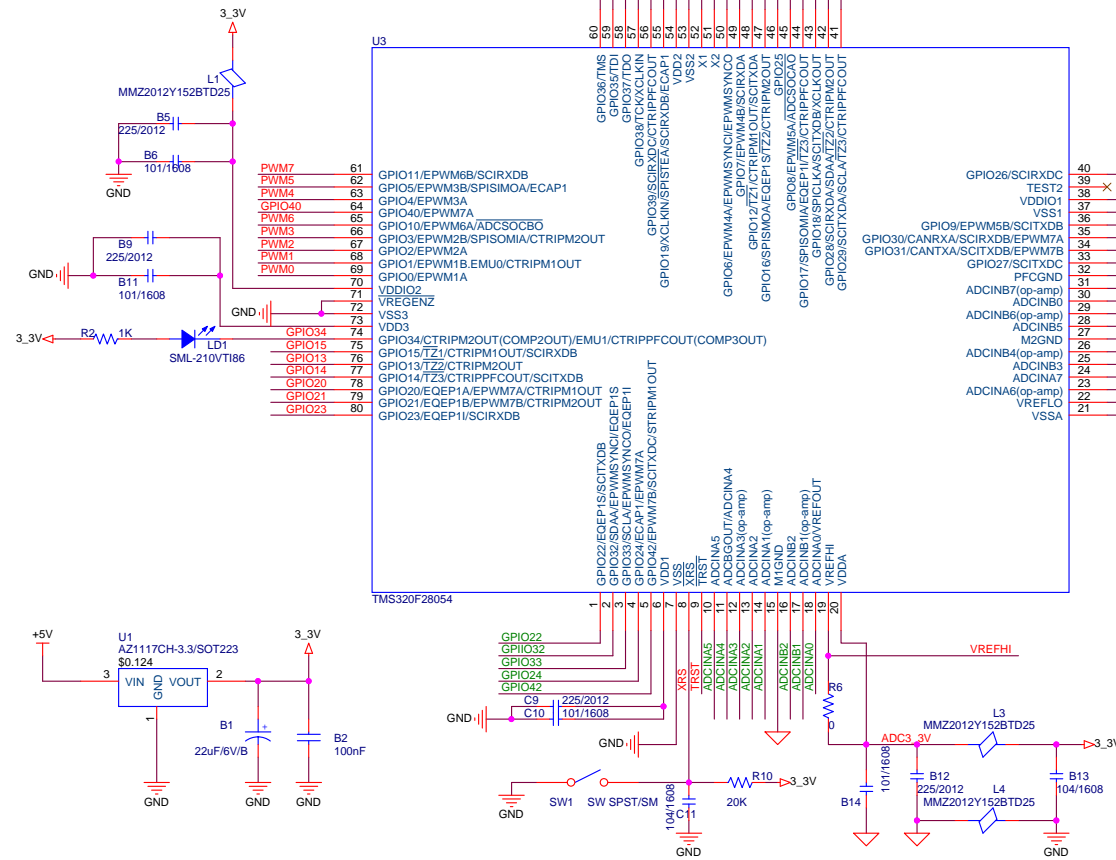 3_3V
L1
MMZ2012Y152BTD25
B5
225/2012
B6
101/1608
GND
B9
225/2012
GND
B11
101/1608
GND
3_3V
R2
1K
LD1
SML-210VTI86
U3
60
59
58
57
56
55
54
53
52
51
50
49
48
47
46
45
44
43
42
41
GPIO36/TMS
GPIO35/TDI
GPIO37/TDO
GPIO38/TCK/XCLKIN
GPIO39/SCIRXDC/CTRIPPFCOUT
GPIO19/XCLKIN/SPISTEA/SCIRXDB/ECAP1
VDD2
VSS2
X1
X2
GPIO6/EPWM4A/EPWMSYNCI/EPWMSYNCO
GPIO7/EPWM4B/SCIRXDA
GPIO12/TZ1/CTRIPM1OUT/SCITXDA
GPIO16/SPISMOA/EQEP1S/TZ2/CTRIPM2OUT
GPIO25
GPIO8/EPWM5A/ADCSOCAO
GPIO17/SPISOMIA/EQEP1I/TZ3/CTRIPPFCOUT
GPIO18/SPICLKA/SCITXDB/XCLKOUT
GPIO28/SCIRXDA/SDAA/TZ2/CTRIPM2OUT
GPIO29/SCITXDA/SCLA/TZ3/CTRIPPFCOUT
PWM7 61 GPIO11/EPWM6B/SCIRXDB
PWM5 62 GPIO5/EPWM3B/SPISIMOA/ECAP1
PWM4 63 GPIO4/EPWM3A
GPIO40 64 GPIO40/EPWM7A
PWM6 65 GPIO10/EPWM6A/ADCSOCBO
PWM3 66 GPIO3/EPWM2B/SPISOMIA/CTRIPM2OUT
PWM2 67 GPIO2/EPWM2A
PWM1 68 GPIO1/EPWM1B.EMU0/CTRIPM1OUT
PWM0 69 GPIO0/EPWM1A
70 VDDIO2
71 VREGENZ
72 VSS3
73 VDD3
GPIO34 74 GPIO34/CTRIPM2OUT(COMP2OUT)/EMU1/CTRIPPFCOUT(COMP3OUT)
GPIO15 75 GPIO15/TZ1/CTRIPM1OUT/SCIRXDB
GPIO13 76 GPIO13/TZ2/CTRIPM2OUT
GPIO14 77 GPIO14/TZ3/CTRIPPFCOUT/SCITXDB
GPIO20 78 GPIO20/EQEP1A/EPWM7A/CTRIPM1OUT
GPIO21 79 GPIO21/EQEP1B/EPWM7B/CTRIPM2OUT
GPIO23 80 GPIO23/EQEP1I/SCIRXDB
GPIO26/SCIRXDC 40
TEST2 39
VDDIO1 38
VSS1 37
GPIO9/EPWM5B/SCITXDB 36
GPIO30/CANRXA/SCIRXDB/EPWM7A 35
GPIO31/CANTXA/SCITXDB/EPWM7B 34
GPIO27/SCITXDC 33
PFCGND 32
ADCINB7(op-amp) 31
ADCINB0 30
ADCINB6(op-amp) 29
ADCINB5 28
M2GND 27
ADCINB4(op-amp) 26
ADCINB3 25
ADCINA7 24
ADCINA6(op-amp) 23
VREFLO 22
VSSA 21
GPIO22/EQEP1S/SCITXDB
GPIO32/SDAA/EPWMSYNCI/EQEP1S
GPIO33/SCLA/EPWMSYNCO/EQEP1I
GPIO24/ECAP1/EPWM7A
GPIO42/EPWM7B/SCITXDC/STRIPM1OUT
VDD1
VSS
XRS
TRST
ADCINA5
ADCBGOUT/ADCINA4
ADCINA3(op-amp)
ADCINA2
ADCINA1(op-amp)
M1GND
ADCINB2
ADCINB1(op-amp)
ADCINA0/VREFOUT
VREFHI
VDDA
TMS320F28054
1
2
3
4
5
6
7
8
9
10
11
12
13
14
15
16
17
18
19
20
+5V
U1
AZ1117CH-3.3/SOT223
$0.124
3 VIN GND VOUT 2
1
3_3V
B1
22uF/6V/B
+
B2
100nF
GND
GND
GND
GPIO22
GPIIO32
GPIO33
GPIO24
GPIO42
XRS
TRST
ADCINA5
ADCINA4
ADCINA3
ADCINA2
ADCINA1
ADCINB2
ADCINB1
ADCINA0
VREFHI
C9 225/2012
GND
C10 101/1608
GND
R6
0
SW1
SW SPST/SM
GND
104/1608
C11
GND
R10
20K
3_3V
ADC3_3V
101/1608
B14
L3
MMZ2012Y152BTD25
3_3V
B12
225/2012
B13
104/1608
L4
MMZ2012Y152BTD25
GND